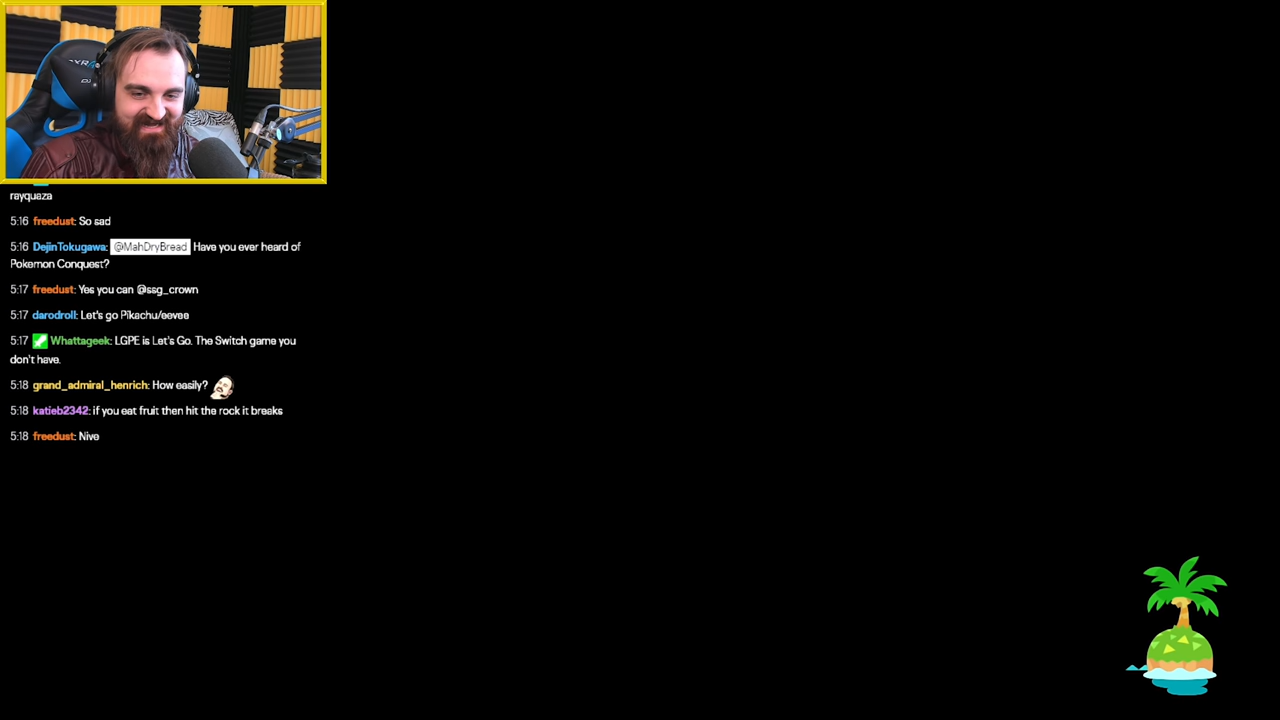 rayquaza
5:16 freedust: So sad
5:16 DejinTokugawa: @MahDryBread Have you ever heard of
Pokemon Conquest?
5:17 freedust: Yes you can @ssg_crown
5:17 darodroll: Let's go Pikachu/eevee
5:17 Whattageek: LGPE is Let's Go. The Switch game you
don't have.
5:18 grand_admiral_henrich: How easily?
5:18 katieb2342: if you eat fruit then hit the rock it breaks
5:18 freedust: Nive